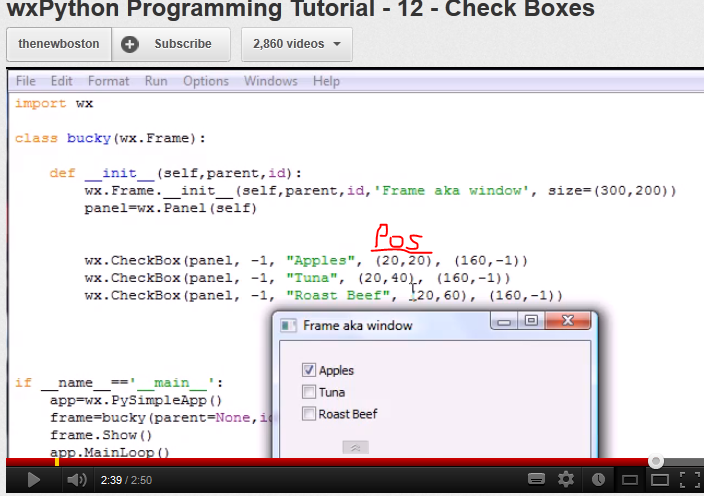 wxPython Programming Tutorial - 12 - Check Boxes
thenewboston Subscribe 2,860 videos
File Edit Format Run Options Windows Help
import wx
class bucky(wx.Frame):
def __init__(self,parent,id):
wx.Frame.__init__(self,parent,id,'Frame aka window', size=(300,200))
panel=wx.Panel(self)
Pos
wx.CheckBox(panel, -1, "Apples", (20,20), (160,-1))
wx.CheckBox(panel, -1, "Tuna", (20,40), (160,-1))
wx.CheckBox(panel, -1, "Roast Beef", (20,60), (160,-1))
Frame aka window
Apples
Tuna
Roast Beef
if __name__=='__main__':
app=wx.PySimpleApp()
frame=bucky(parent=None,
frame.Show()
app.MainLoop()
2:39 / 2:50